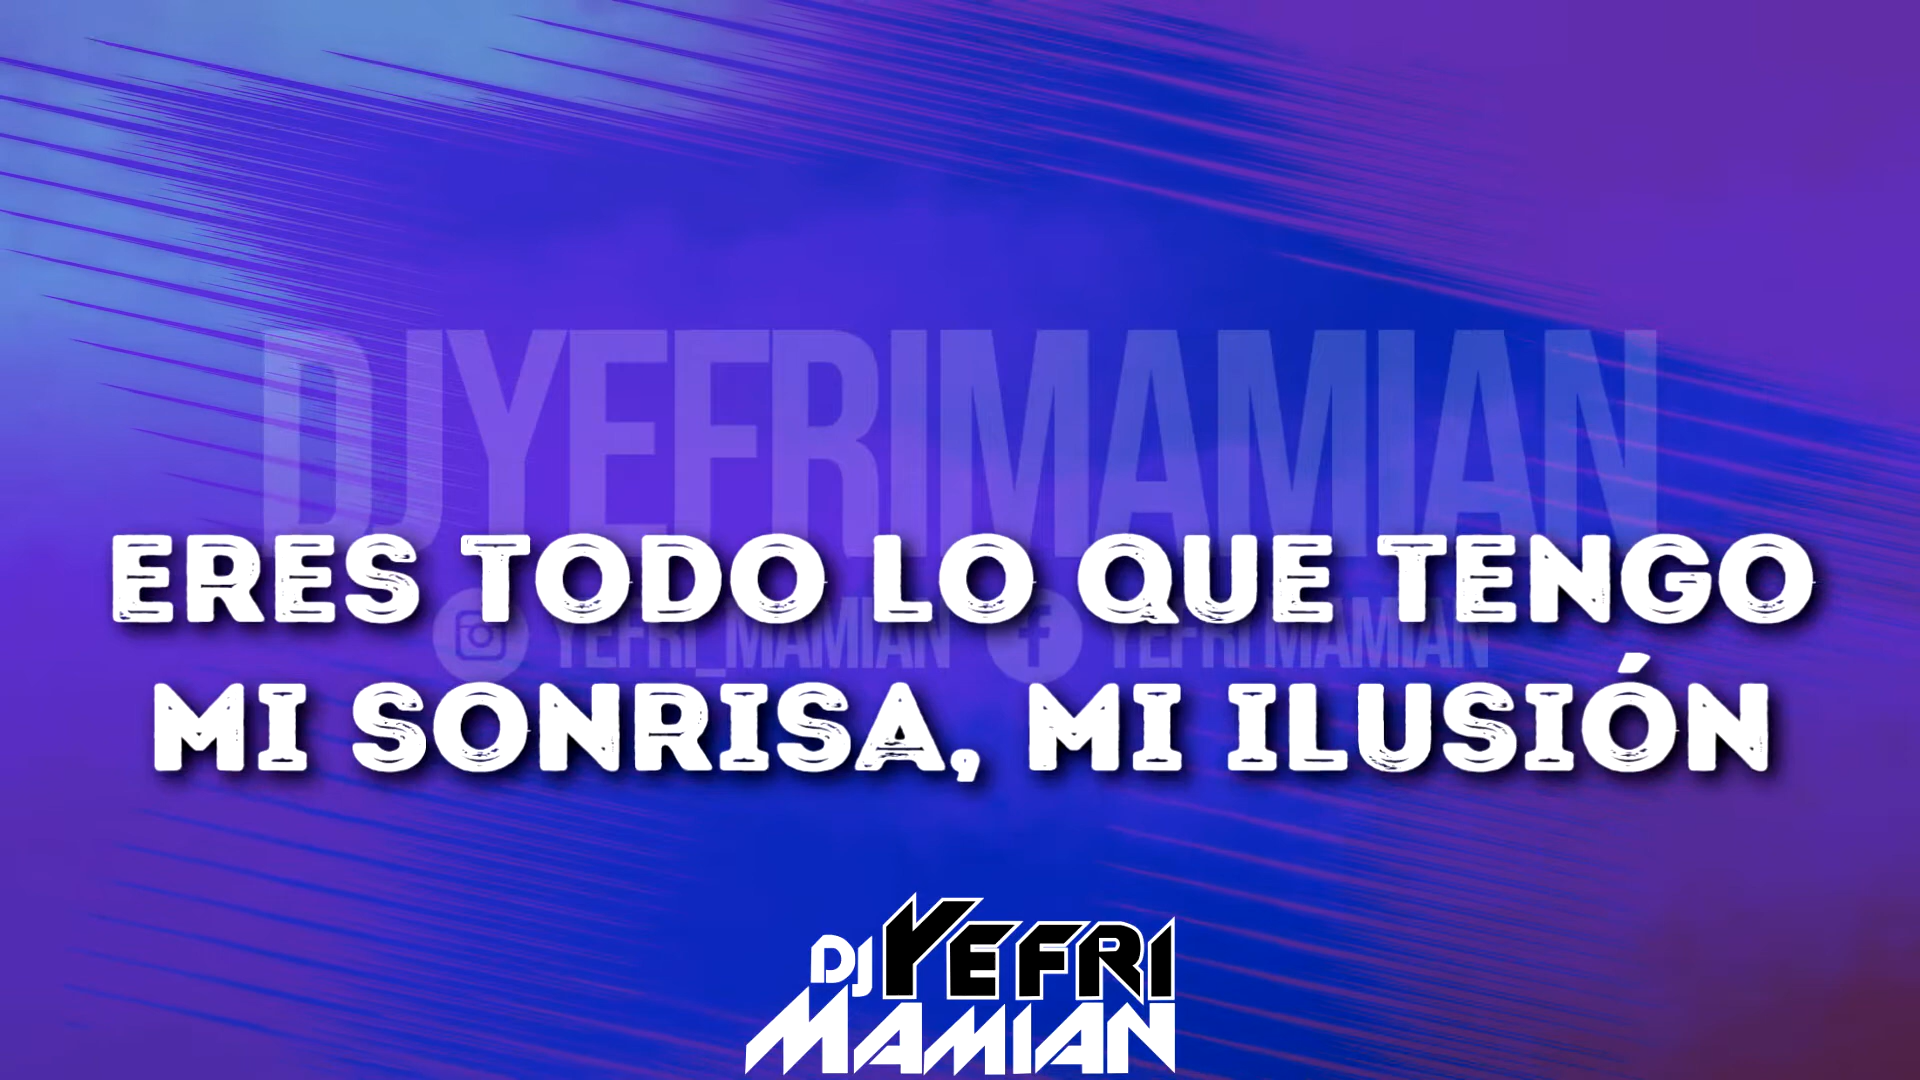 DJYEFRIMAMIAN
ERES TODO LO QUE TENGO
YEFRI_MAMIAN YEFRI MAMIAN
MI SONRISA, MI ILUSIÓN
DJ YEFRI
MAMIAN